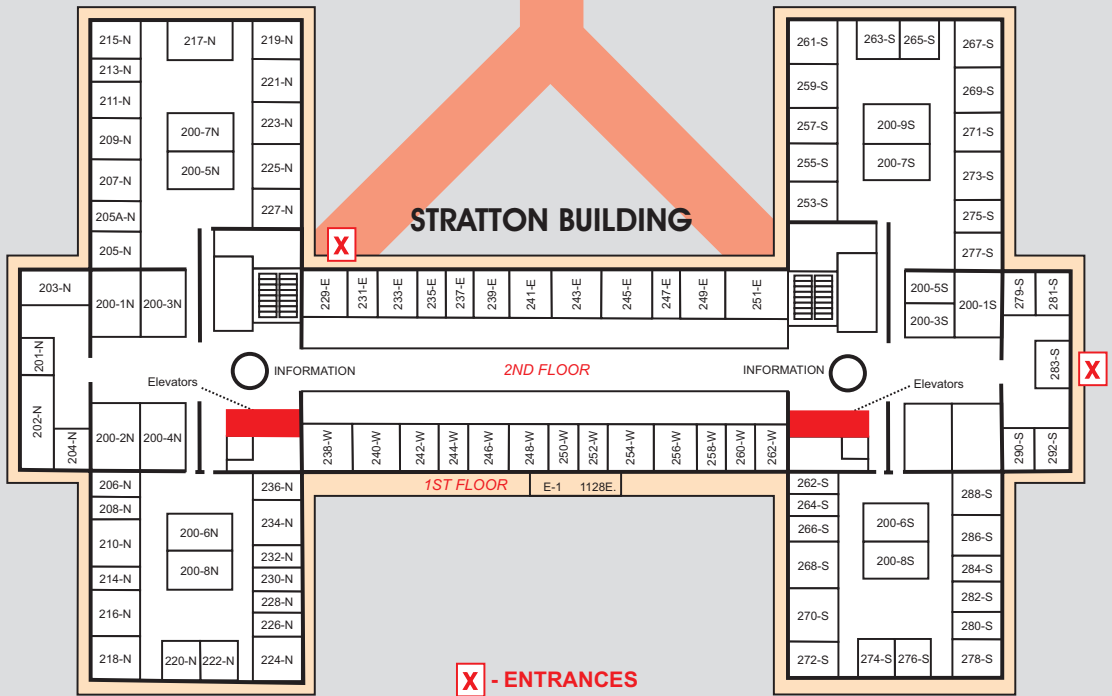 215-N
217-N
219-N
213-N
221-N
211-N
200-7N
223-N
209-N
200-5N
225-N
207-N
205A-N
227-N
205-N
261-S
263-S
265-S
267-S
259-S
269-S
257-S
200-9S
271-S
255-S
200-7S
273-S
253-S
275-S
277-S
STRATTON BUILDING
X
203-N
200-1N
200-3N
229-E
231-E
233-E
235-E
237-E
239-E
241-E
243-E
245-E
247-E
249-E
251-E
200-5S
200-3S
200-1S
279-S
281-S
201-N
INFORMATION
2ND FLOOR
INFORMATION
283-S
X
Elevators
Elevators
202-N
204-N
200-2N
200-4N
238-W
240-W
242-W
244-W
246-W
248-W
250-W
252-W
254-W
256-W
258-W
260-W
262-W
290-S
292-S
1ST FLOOR
E-1 1128E.
206-N
236-N
208-N
200-6N
234-N
210-N
232-N
200-8N
214-N
230-N
228-N
216-N
226-N
218-N
220-N
222-N
224-N
262-S
288-S
264-S
266-S
200-6S
286-S
268-S
200-8S
284-S
282-S
270-S
280-S
272-S
274-S
276-S
278-S
X - ENTRANCES